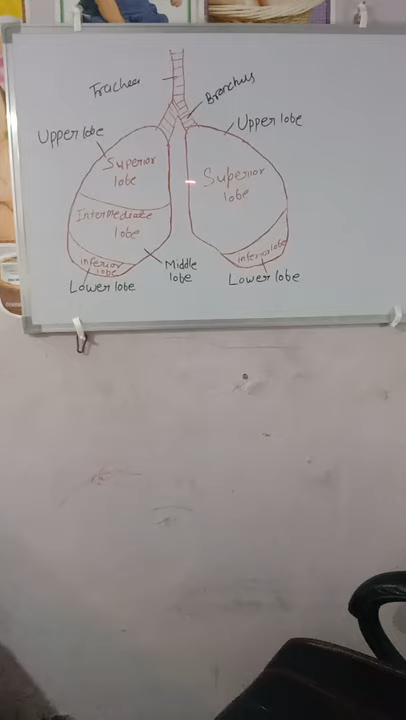 Trachea
Bronchus
Upper lobe
Upper lobe
Superior
lobe
Superior
lobe
Intermediate
lobe
inferior
lobe
inferior lobe
Middle
lobe
Lower lobe
Lower lobe